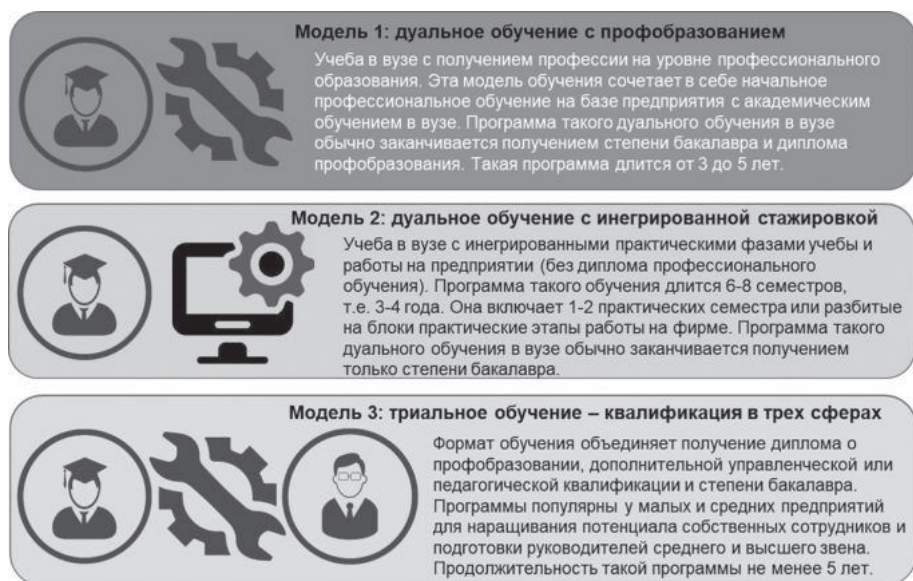 Модель 1: дуальное обучение с профобразованием
Учеба в вузе с получением профессии на уровне профессионального
образования. Эта модель обучения сочетает в себе начальное
профессиональное обучение на базе предприятия с академическим
обучением в вузе. Программа такого дуального обучения в вузе
обычно заканчивается получением степени бакалавра и диплома
профобразования. Такая программа длится от 3 до 5 лет.
Модель 2: дуальное обучение с инегрированной стажировкой
Учеба в вузе с инегрированными практическими фазами учебы и
работы на предприятии (без диплома профессионального
обучения). Программа такого обучения длится 6-8 семестров,
т.е. 3-4 года. Она включает 1-2 практических семестра или разбитые
на блоки практические этапы работы на фирме. Программа такого
дуального обучения в вузе обычно заканчивается получением
только степени бакалавра.
Модель 3: триальное обучение – квалификация в трех сферах
Формат обучения объединяет получение диплома о
профобразовании, дополнительной управленческой или
педагогической квалификации и степени бакалавра.
Программы популярны у малых и средних предприятий
для наращивания потенциала собственных сотрудников и
подготовки руководителей среднего и высшего звена.
Продолжительность такой программы не менее 5 лет.